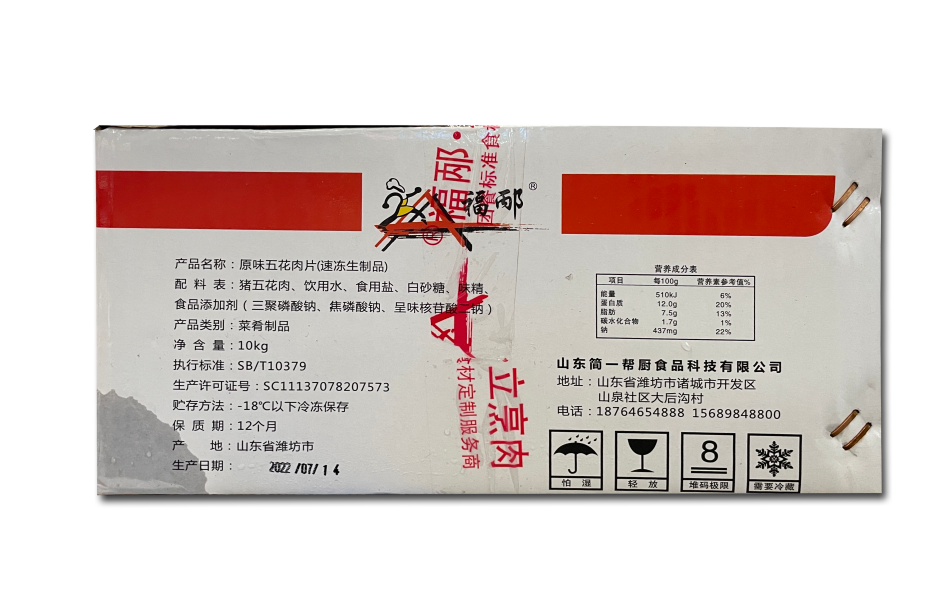 福邴®
产品名称：原味五花肉片(速冻生制品)
配 料 表：猪五花肉、饮用水、食用盐、白砂糖、味精、
食品添加剂（三聚磷酸钠、焦磷酸钠、呈味核苷酸二钠）
产品类别：菜肴制品
净 含 量：10kg
执行标准：SB/T10379
生产许可证号：SC11137078207573
贮存方法：-18℃以下冷冻保存
保 质 期：12个月
产 地：山东省潍坊市
生产日期： 2022/07/14
福邴
食材定制服务商
立烹肉
营养成分表
项目 每100g 营养素参考值%
能量 510kJ 6%
蛋白质 12.0g 20%
脂肪 7.5g 13%
碳水化合物 1.7g 1%
钠 437mg 22%
山东简一帮厨食品科技有限公司
地址：山东省潍坊市诸城市开发区
山泉社区大后沟村
电话：18764654888 15689848800
8
怕 湿 轻 放 堆码极限 需要冷藏